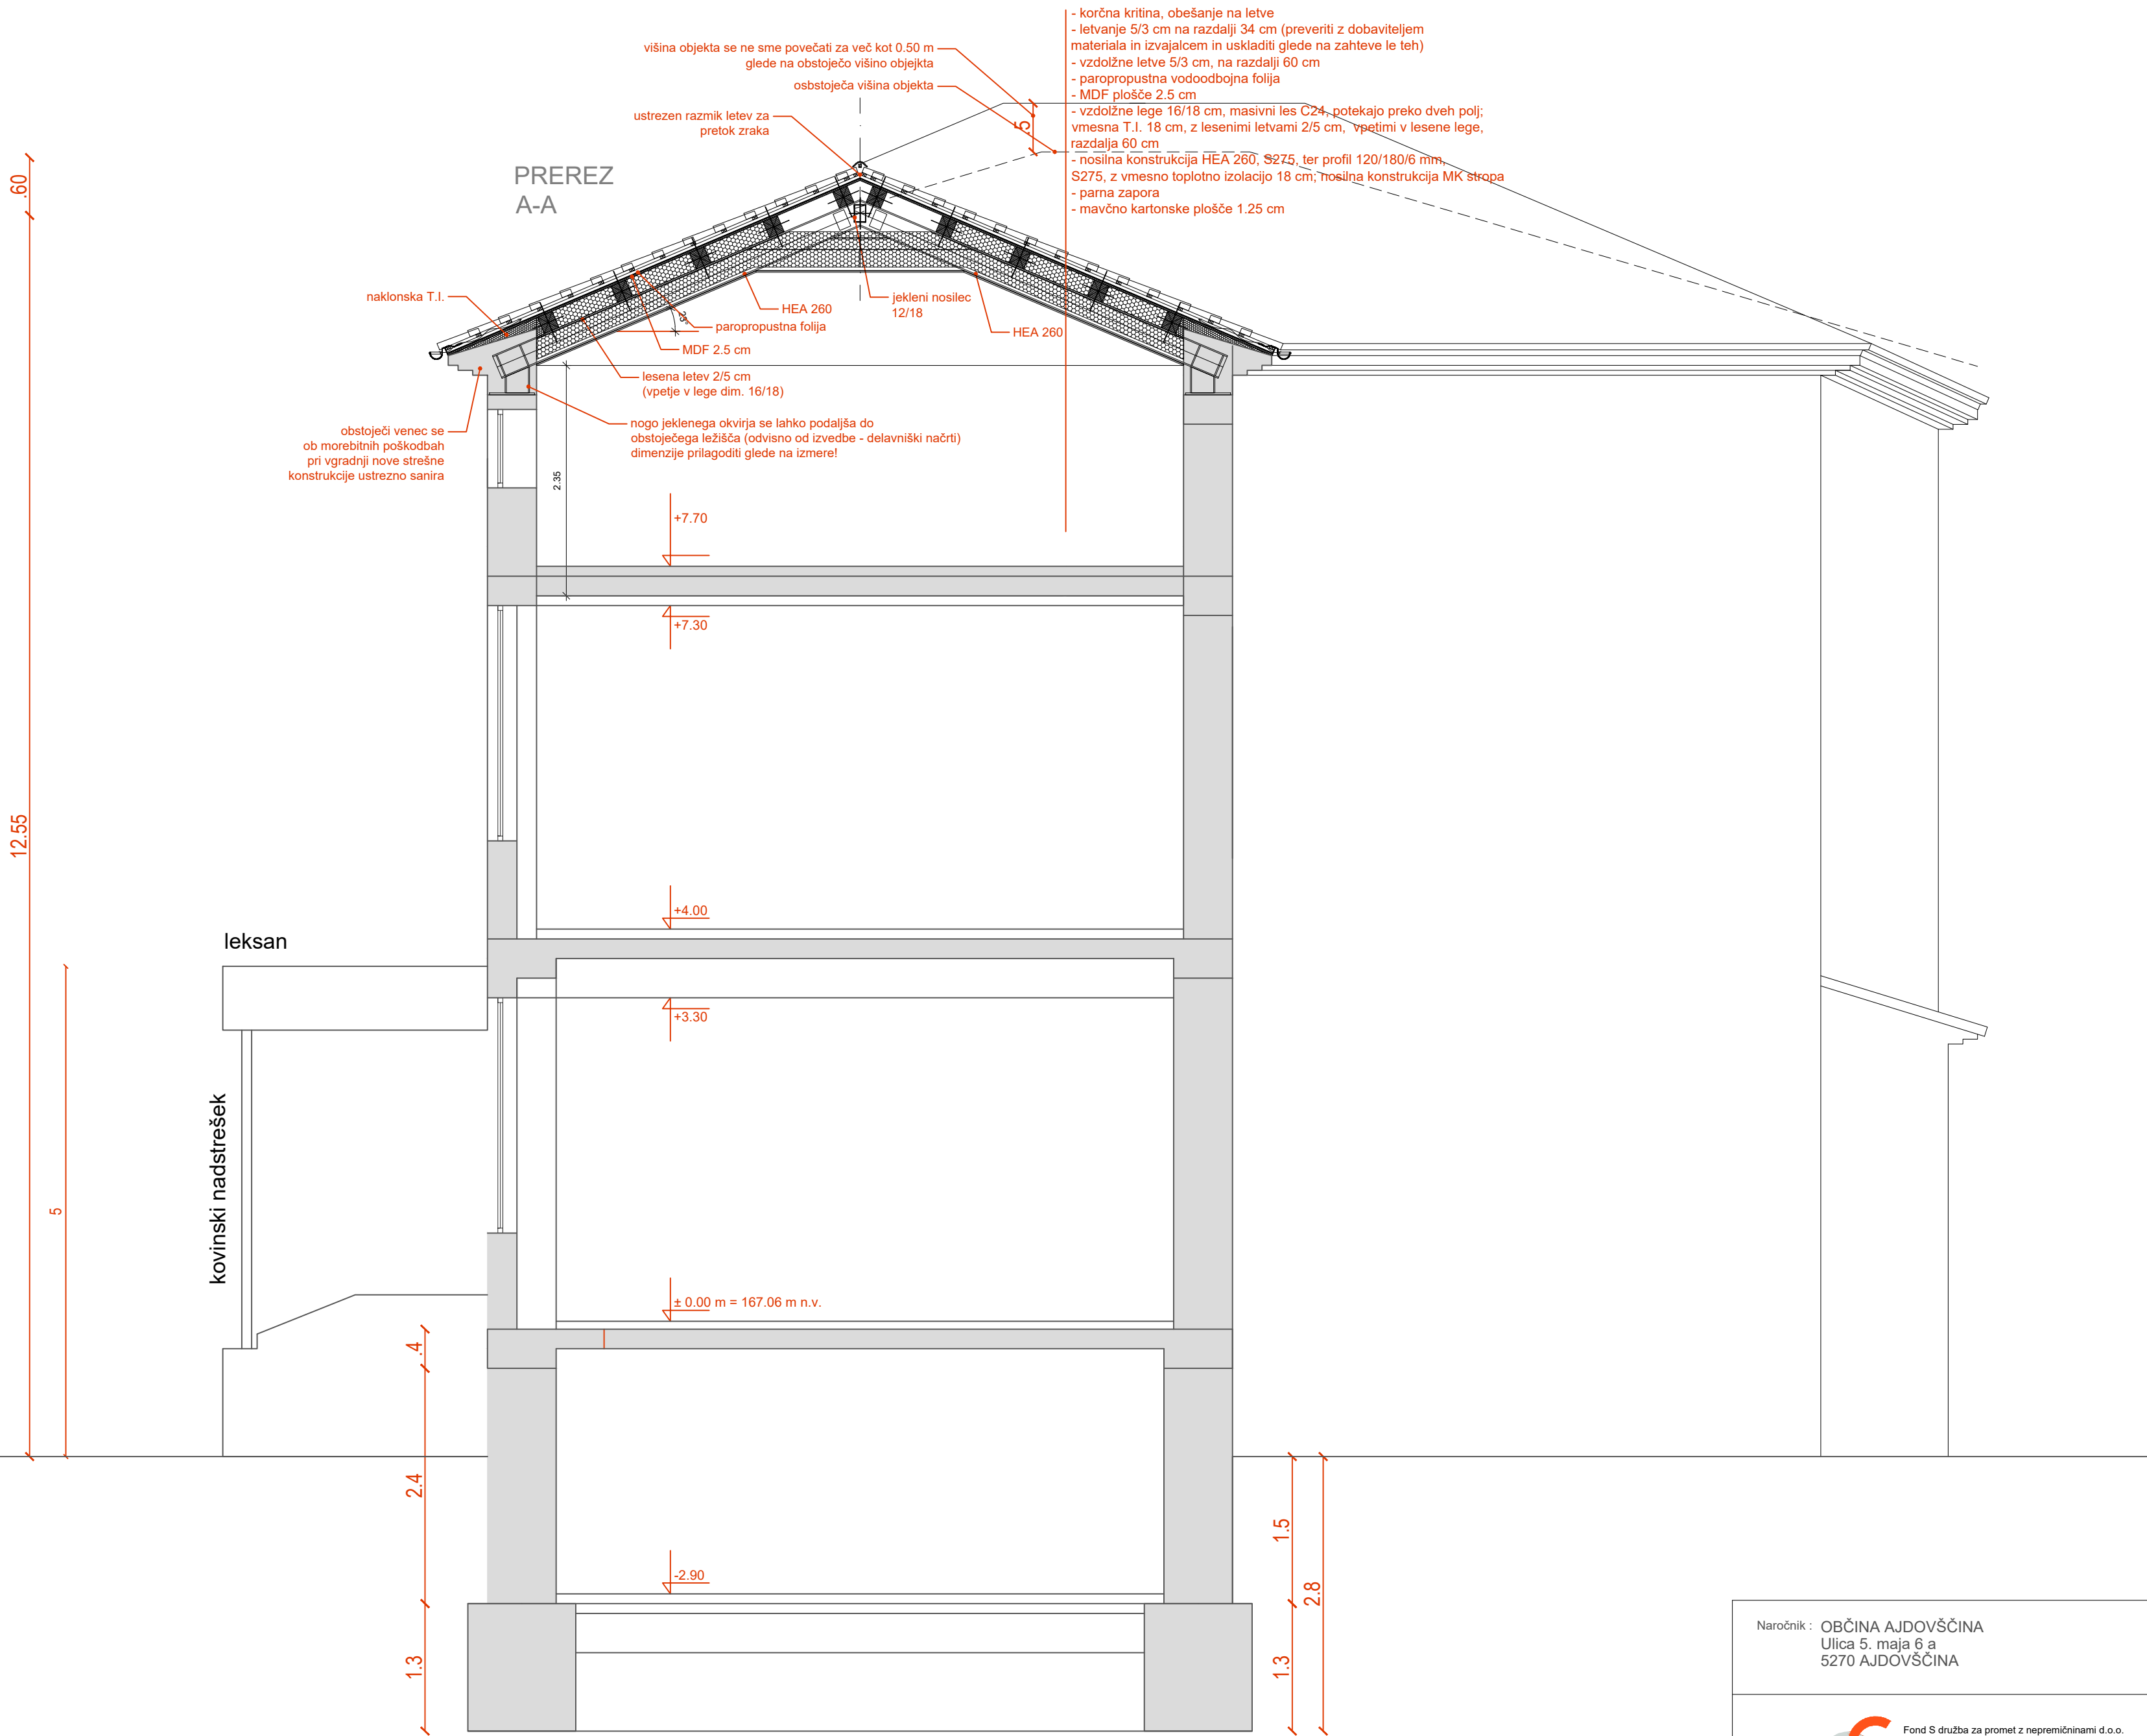 - korčna kritina, obešanje na letve
- letvanje 5/3 cm na razdalji 34 cm (preveriti z dobaviteljem
materiala in izvajalcem in uskladiti glede na zahteve le teh)
- vzdolžne letve 5/3 cm, na razdalji 60 cm
- paropropustna vodoodbojna folija
- MDF plošče 2.5 cm
- vzdolžne lege 16/18 cm, masivni les C24, potekajo preko dveh polj;
vmesna T.I. 18 cm, z lesenimi letvami 2/5 cm, vpetimi v lesene lege,
razdalja 60 cm
- nosilna konstrukcija HEA 260, S275, ter profil 120/180/6 mm,
S275, z vmesno toplotno izolacijo 18 cm; nosilna konstrukcija MK stropa
- parna zapora
- mavčno kartonske plošče 1.25 cm
višina objekta se ne sme povečati za več kot 0.50 m
glede na obstoječo višino objejkta
osbstoječa višina objekta
.5
ustrezen razmik letev za
pretok zraka
PREREZ
A-A
.60
naklonska T.I.
HEA 260
jekleni nosilec
12/18
HEA 260
23°
paropropustna folija
MDF 2.5 cm
lesena letev 2/5 cm
(vpetje v lege dim. 16/18)
nogo jeklenega okvirja se lahko podaljša do
obstoječega ležišča (odvisno od izvedbe - delavniški načrti)
dimenzije prilagoditi glede na izmere!
obstoječi venec se
ob morebitnih poškodbah
pri vgradnji nove strešne
konstrukcije ustrezno sanira
2.35
+7.70
+7.30
12.55
+4.00
leksan
+3.30
kovinski nadstrešek
5
± 0.00 m = 167.06 m n.v.
.4
2.4
1.5
-2.90
2.8
1.3
1.3
Naročnik : OBČINA AJDOVŠČINA
Ulica 5. maja 6 a
5270 AJDOVŠČINA
Fond S družba za promet z nepremičninami d.o.o.